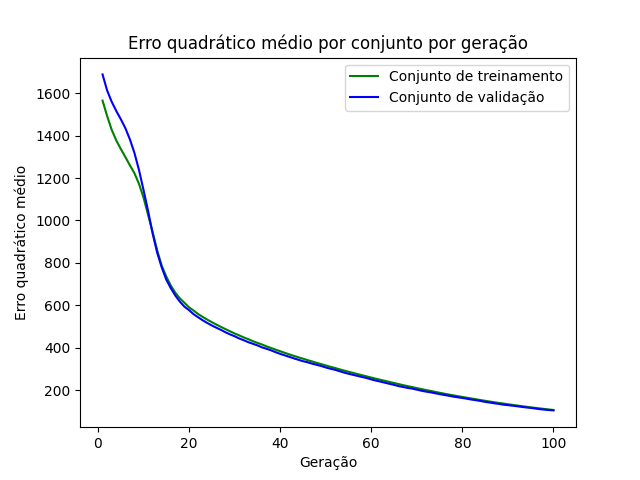 Erro quadrático médio por conjunto por geração
Conjunto de treinamento
Conjunto de validação
Erro quadrático médio
1600
1400
1200
1000
800
600
400
200
0 20 40 60 80 100
Geração